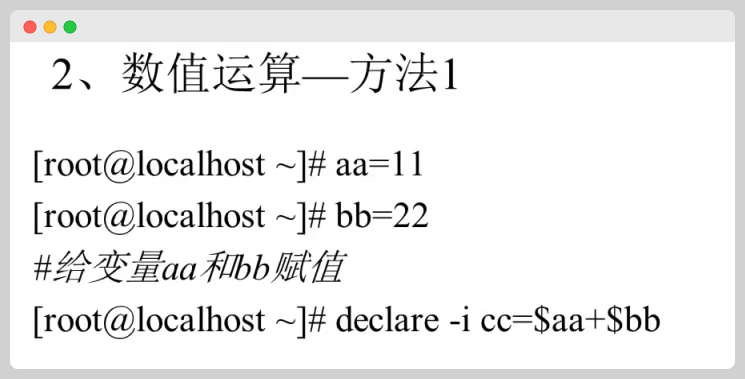 2、数值运算—方法1
[root@localhost ~]# aa=11
[root@localhost ~]# bb=22
#给变量aa和bb赋值
[root@localhost ~]# declare -i cc=$aa+$bb